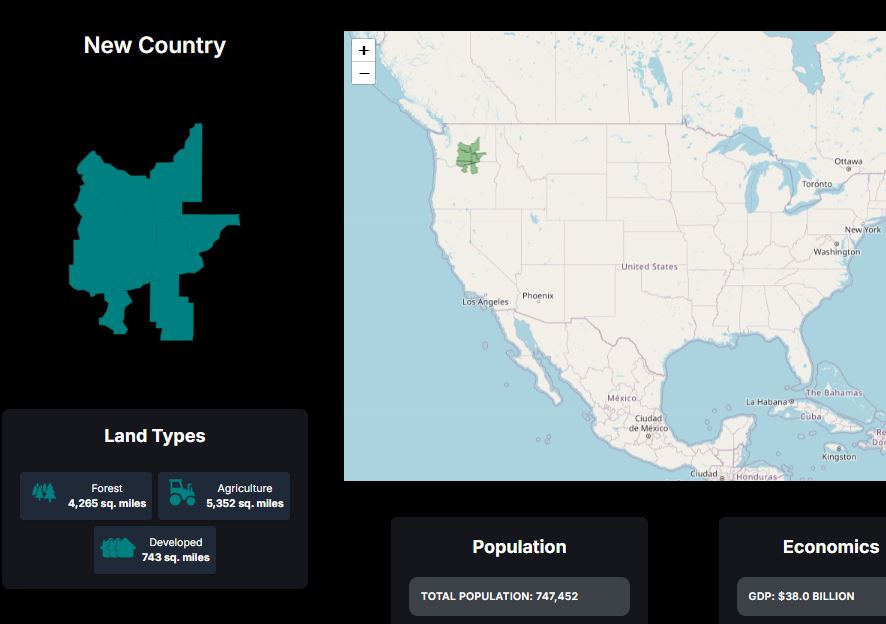 New Country
+
−
Ottawa
Toronto
New York
Washington
United States
Los Angeles
Phoenix
México
Ciudad
de México
La Habana
The Bahamas
Cuba
Kingston
Ciudad
Honduras
Land Types
Forest
4,265 sq. miles
Agriculture
5,352 sq. miles
Developed
743 sq. miles
Population
TOTAL POPULATION: 747,452
Economics
GDP: $38.0 BILLION